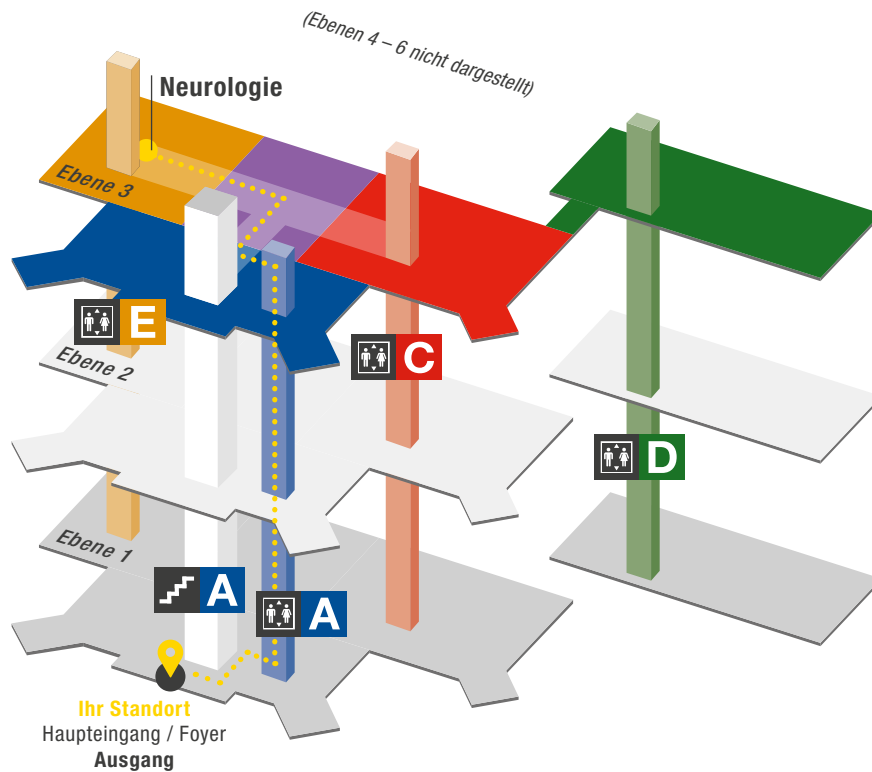 (Ebenen 4 – 6 nicht dargestellt)
Neurologie
Ebene 3
E
C
Ebene 2
D
Ebene 1
A
A
Ihr Standort
Haupteingang / Foyer
Ausgang